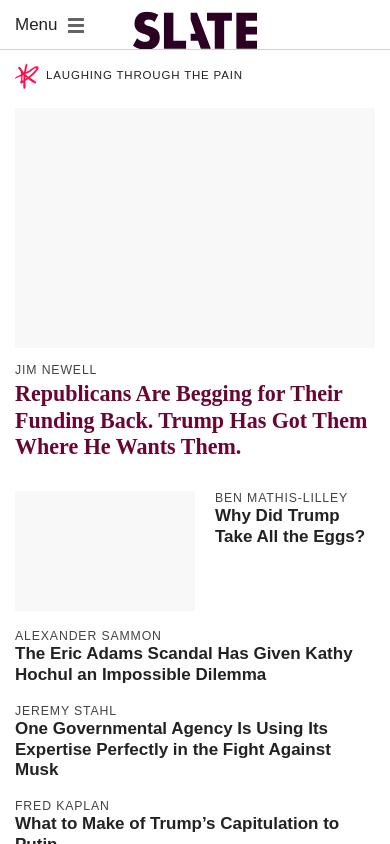 Menu
SLATE
LAUGHING THROUGH THE PAIN
JIM NEWELL
Republicans Are Begging for Their
Funding Back. Trump Has Got Them
Where He Wants Them.
BEN MATHIS-LILLEY
Why Did Trump
Take All the Eggs?
ALEXANDER SAMMON
The Eric Adams Scandal Has Given Kathy
Hochul an Impossible Dilemma
JEREMY STAHL
One Governmental Agency Is Using Its
Expertise Perfectly in the Fight Against
Musk
FRED KAPLAN
What to Make of Trump’s Capitulation to
Putin